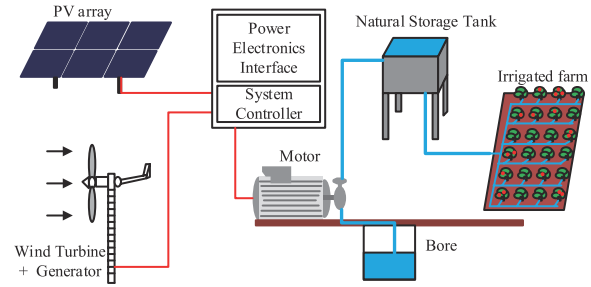 PV array
Power
Electronics
Interface
System
Controller
Natural Storage Tank
Irrigated farm
Motor
Wind Turbine
+ Generator
Bore